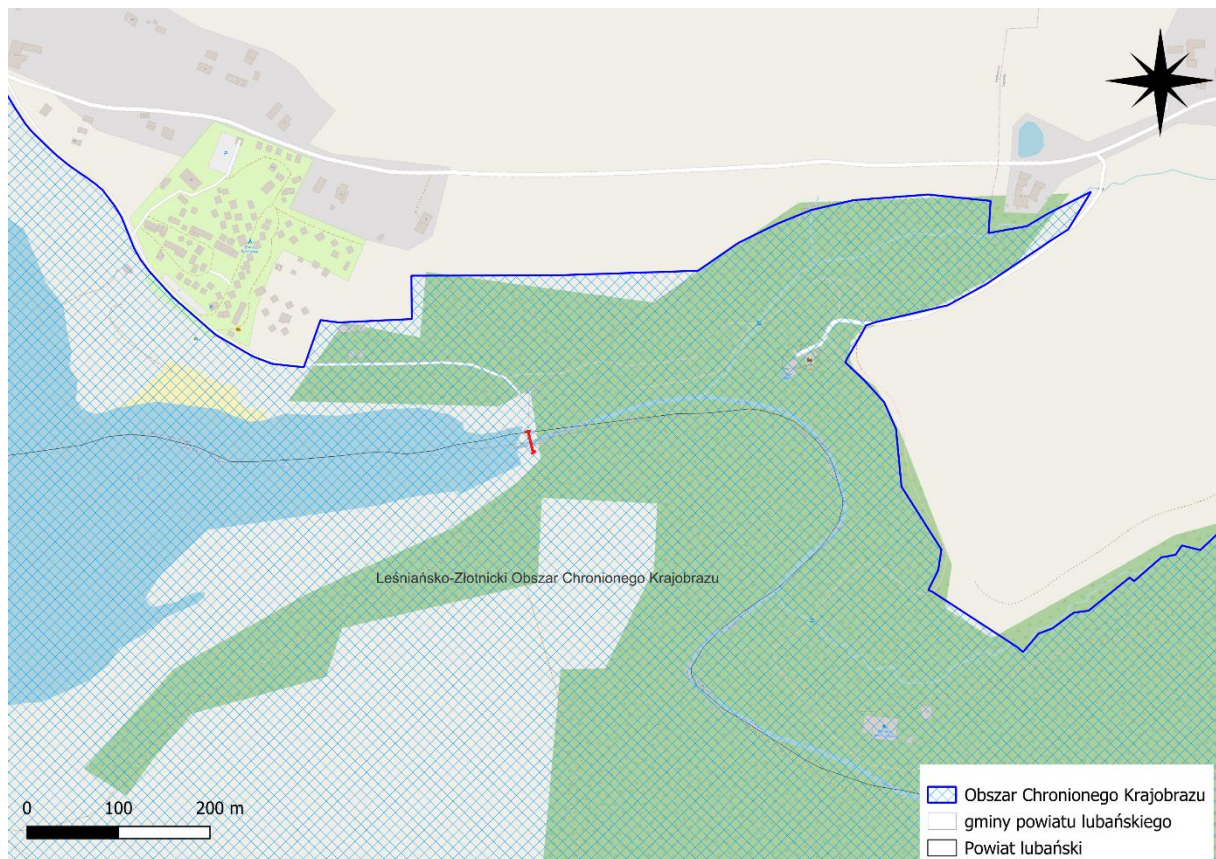 P
Leśniańsko-Złotnicki Obszar Chronionego Krajobrazu
0 100 200 m
Obszar Chronionego Krajobrazu
gminy powiatu lubańskiego
Powiat lubański